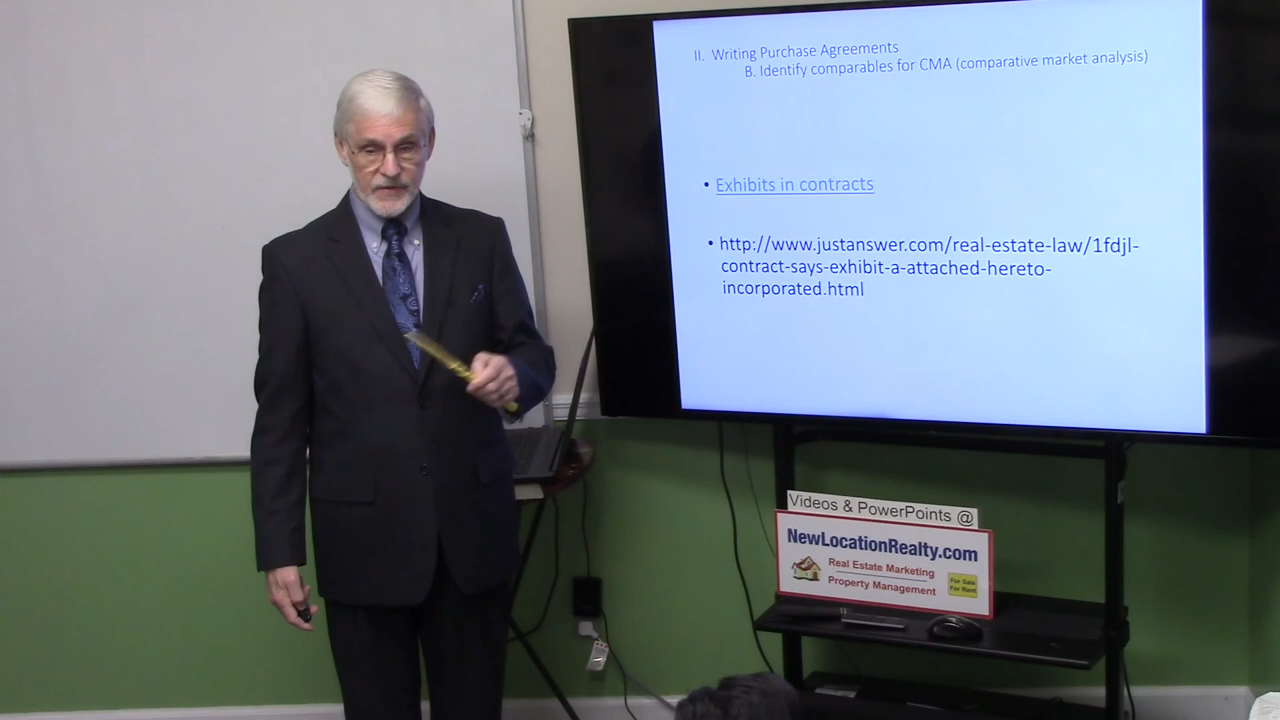 II. Writing Purchase Agreements
B. Identify comparables for CMA (comparative market analysis)
• Exhibits in contracts
• http://www.justanswer.com/real-estate-law/1fdjl-
contract-says-exhibit-a-attached-hereto-
incorporated.html
Videos & PowerPoints @
NewLocationRealty.com
Real Estate Marketing
Property Management
For Sale
For Rent